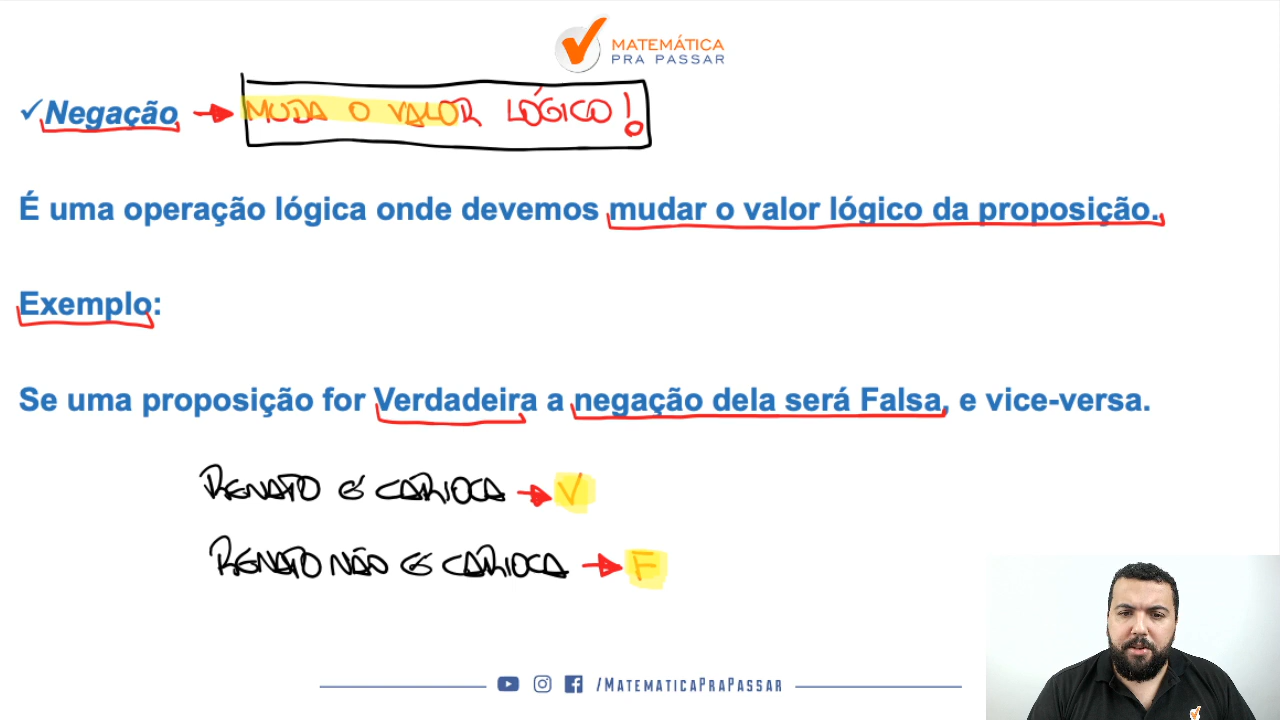 MATEMÁTICA
PRA PASSAR
✓Negação → MUDA O VALOR LÓGICO!
É uma operação lógica onde devemos mudar o valor lógico da proposição.
Exemplo:
Se uma proposição for Verdadeira a negação dela será Falsa, e vice-versa.
RENATO É CARIOCA → V
RENATO NÃO É CARIOCA → F
/MATEMATICAPRAPASSAR